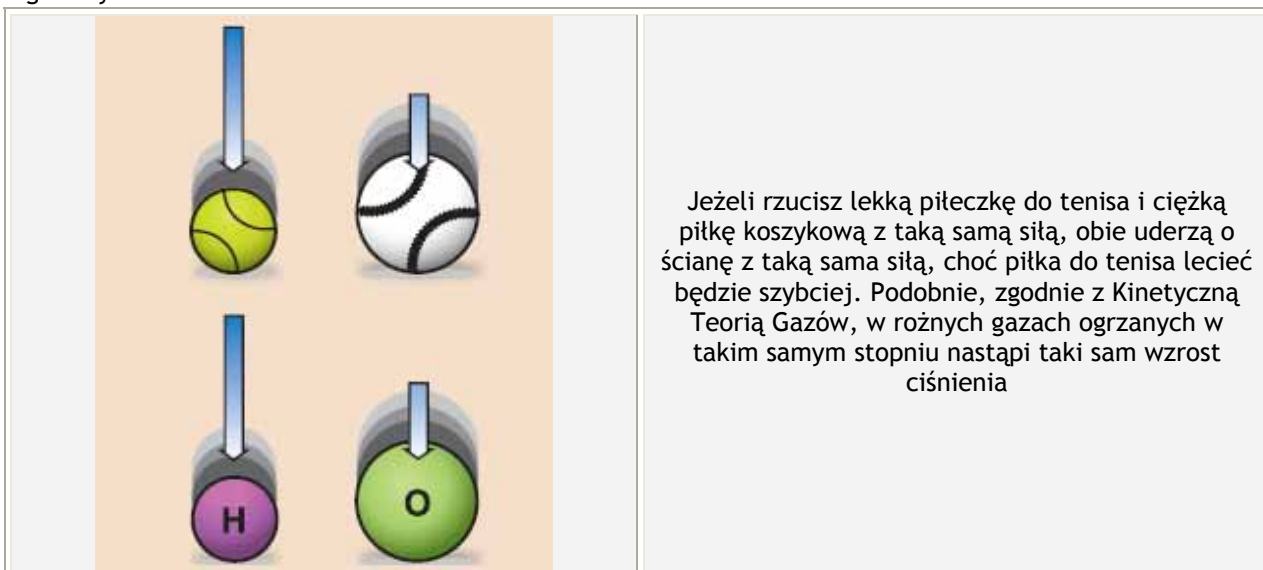 Jeżeli rzucisz lekką piłeczkę do tenisa i ciężką
piłkę koszykową z taką samą siłą, obie uderzą o
ścianę z taką sama siłą, choć piłka do tenisa lecieć
będzie szybciej. Podobnie, zgodnie z Kinetyczną
Teorią Gazów, w rożnych gazach ogrzanych w
takim samym stopniu nastąpi taki sam wzrost
ciśnienia
H
O